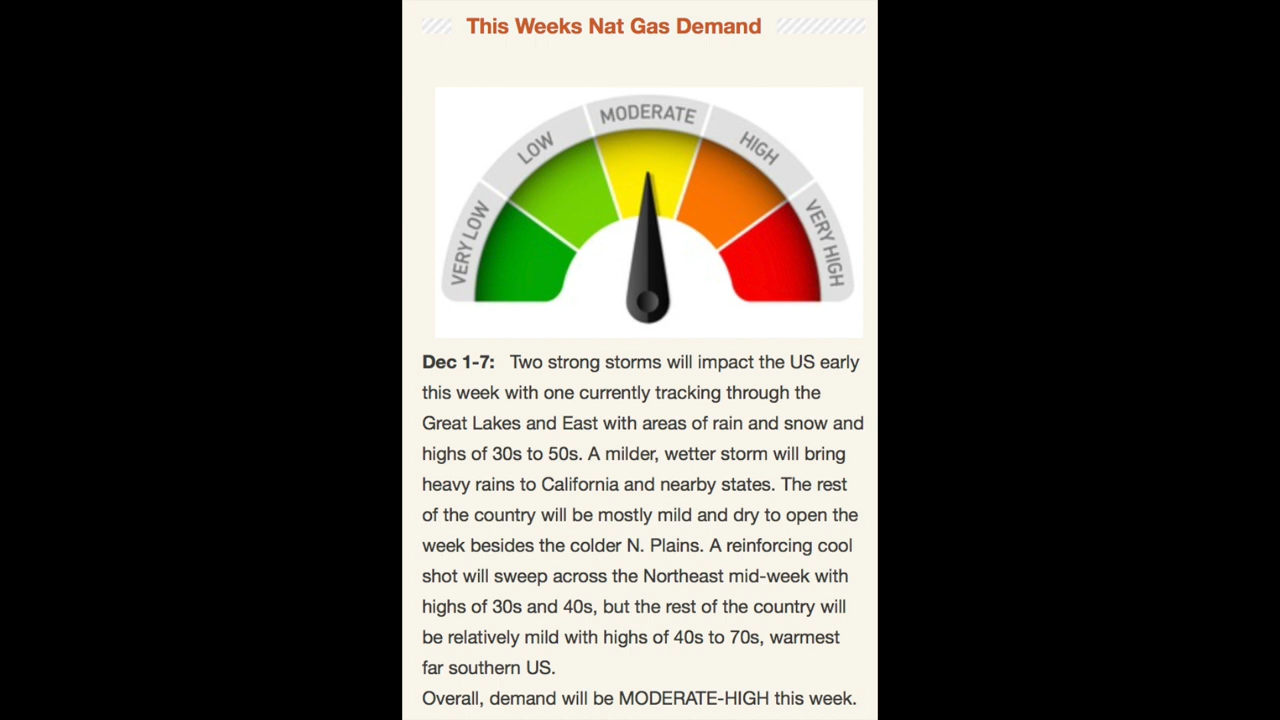 This Weeks Nat Gas Demand
VERY LOW
LOW
MODERATE
HIGH
VERY HIGH
Dec 1-7: Two strong storms will impact the US early
this week with one currently tracking through the
Great Lakes and East with areas of rain and snow and
highs of 30s to 50s. A milder, wetter storm will bring
heavy rains to California and nearby states. The rest
of the country will be mostly mild and dry to open the
week besides the colder N. Plains. A reinforcing cool
shot will sweep across the Northeast mid-week with
highs of 30s and 40s, but the rest of the country will
be relatively mild with highs of 40s to 70s, warmest
far southern US.
Overall, demand will be MODERATE-HIGH this week.